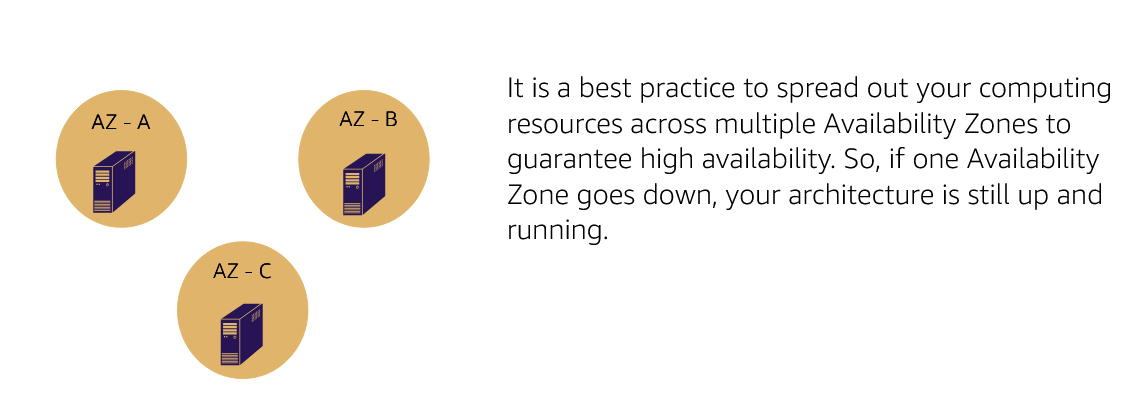 AZ - A
AZ - B
AZ - C
It is a best practice to spread out your computing
resources across multiple Availability Zones to
guarantee high availability. So, if one Availability
Zone goes down, your architecture is still up and
running.